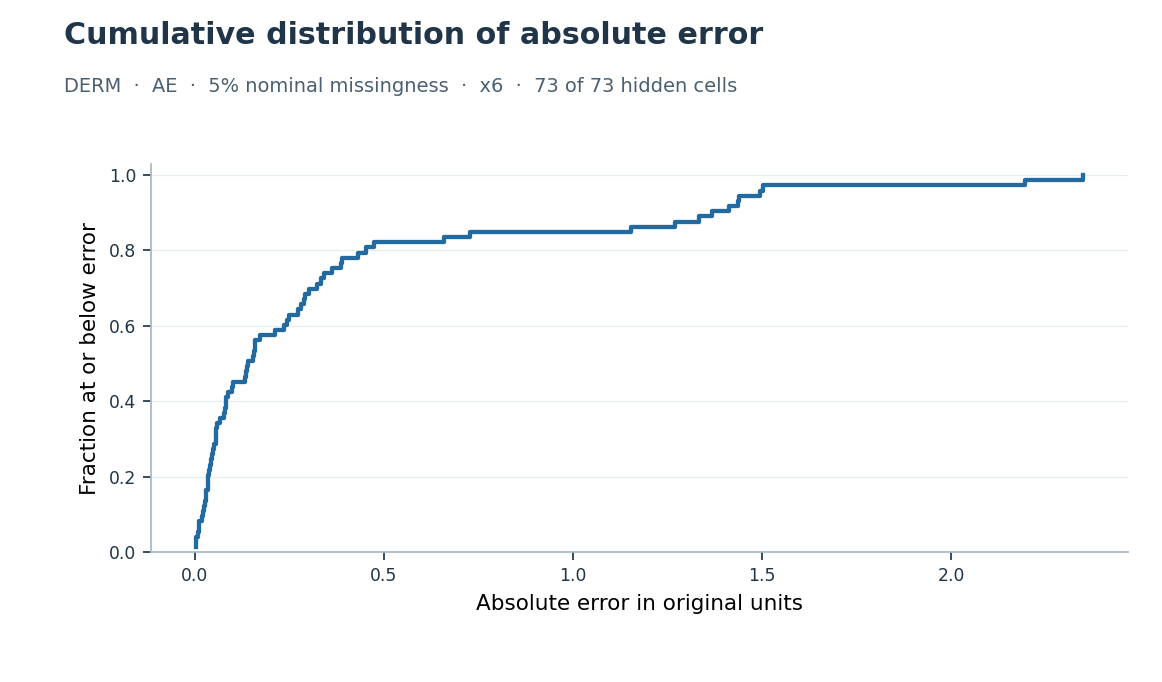 Cumulative distribution of absolute error
DERM · AE · 5% nominal missingness · x6 · 73 of 73 hidden cells
Fraction at or below error
1.0
0.8
0.6
0.4
0.2
0.0
0.0 0.5 1.0 1.5 2.0
Absolute error in original units